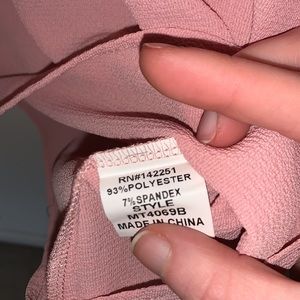 RN#142251
93%POLYESTER
7%SPANDEX
STYLE
MT4069B
MADE IN CHINA